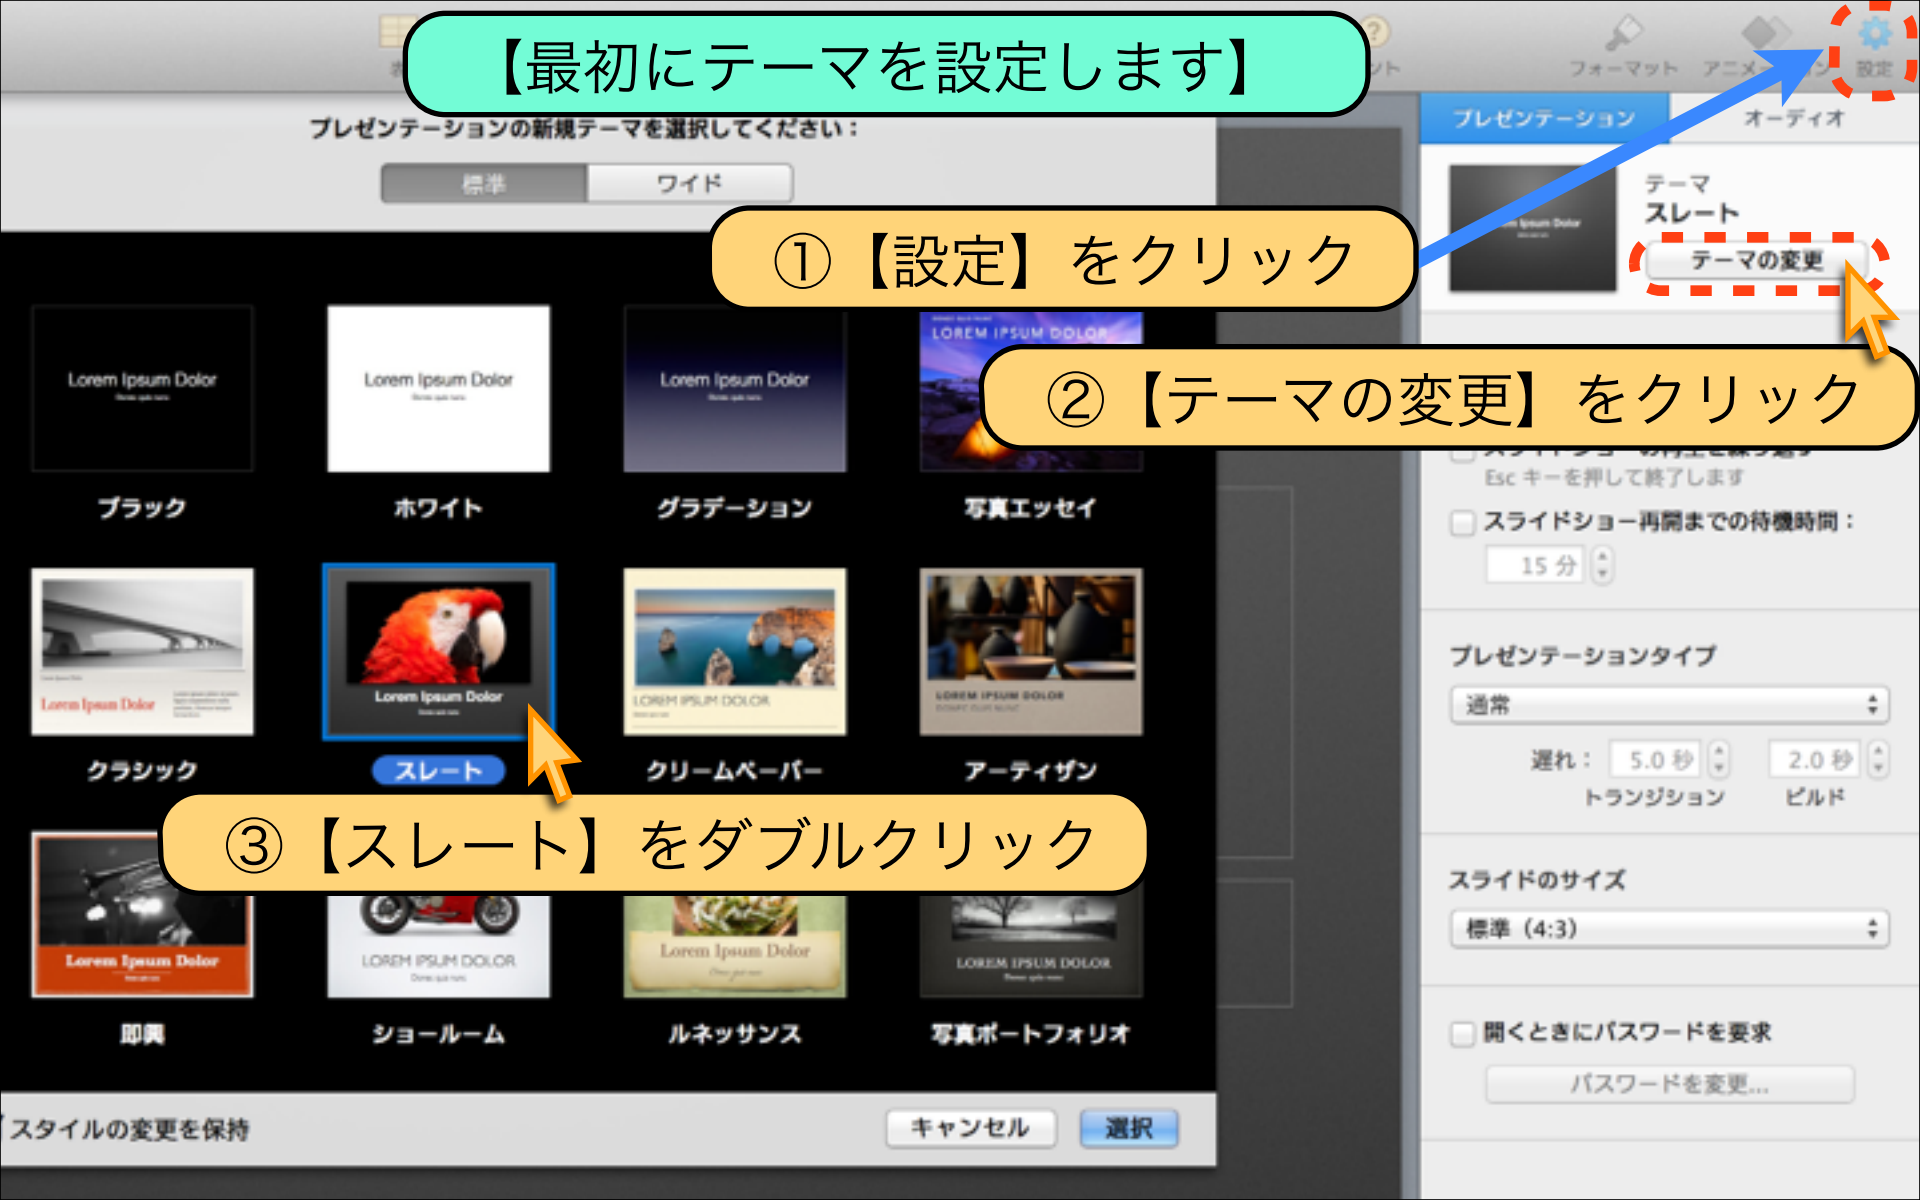 【最初にテーマを設定します】
フォーマット
設定
プレゼンテーションの新規テーマを選択してください：
標準
ワイド
プレゼンテーション
オーディオ
テーマ
スレート
テーマの変更
①【設定】をクリック
②【テーマの変更】をクリック
Lorem Ipsum Dolor
Lorem Ipsum Dolor
Lorem Ipsum Dolor
LOREM IPSUM DOLOR
ブラック
ホワイト
グラデーション
写真エッセイ
Esc キーを押して終了します
スライドショー再開までの待機時間：
15 分
Lorem Ipsum Dolor
Lorem Ipsum Dolor
LOREM IPSUM DOLOR
LOREM IPSUM DOLOR
クラシック
スレート
クリームペーパー
アーティザン
プレゼンテーションタイプ
通常
遅れ：
5.0 秒
2.0 秒
トランジション
ビルド
③【スレート】をダブルクリック
スライドのサイズ
標準（4:3）
Lorem Ipsum Dolor
LOREM IPSUM DOLOR
Lorem Ipsum Dolor
LOREM IPSUM DOLOR
即興
ショールーム
ルネッサンス
写真ポートフォリオ
開くときにパスワードを要求
パスワードを変更...
スタイルの変更を保持
キャンセル
選択